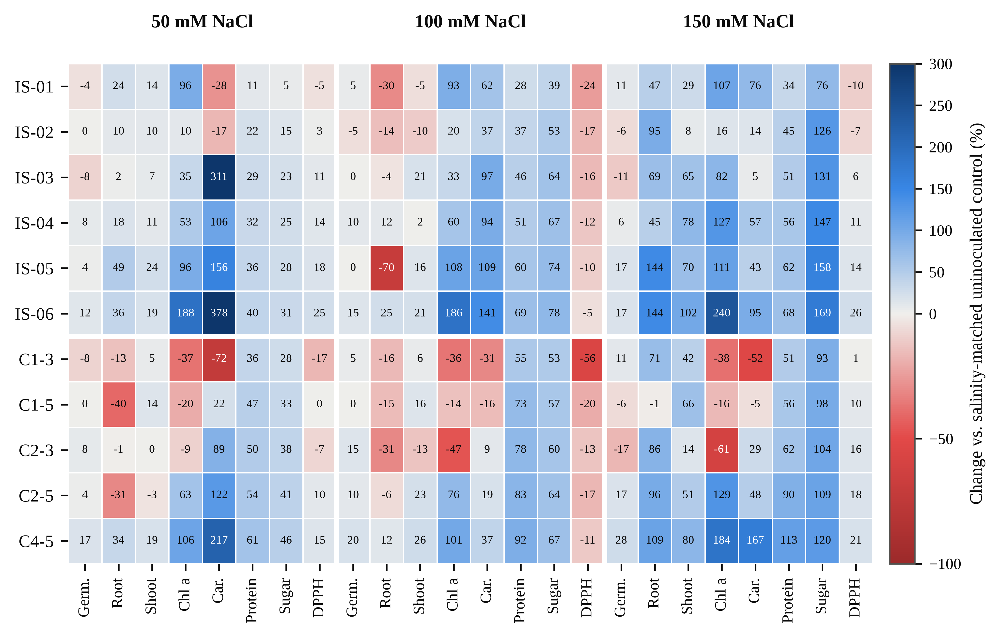 50 mM NaCl 100 mM NaCl 150 mM NaCl
IS-01 -4 24 14 96 -28 11 5 -5 5 -30 -5 93 62 28 39 -24 11 47 29 107 76 34 76 -10
IS-02 0 10 10 10 -17 22 15 3 -5 -14 -10 20 37 37 53 -17 -6 95 8 16 14 45 126 -7
IS-03 -8 2 7 35 311 29 23 11 0 -4 21 33 97 46 64 -16 -11 69 65 82 5 51 131 6
IS-04 8 18 11 53 106 32 25 14 10 12 2 60 94 51 67 -12 6 45 78 127 57 56 147 11
IS-05 4 49 24 96 156 36 28 18 0 -70 16 108 109 60 74 -10 17 144 70 111 43 62 158 14
IS-06 12 36 19 188 378 40 31 25 15 25 21 186 141 69 78 -5 17 144 102 240 95 68 169 26
C1-3 -8 -13 5 -37 -72 36 28 -17 5 -16 6 -36 -31 55 53 -56 11 71 42 -38 -52 51 93 1
C1-5 0 -40 14 -20 22 47 33 0 0 -15 16 -14 -16 73 57 -20 -6 -1 66 -16 -5 56 98 10
C2-3 8 -1 0 -9 89 50 38 -7 15 -31 -13 -47 9 78 60 -13 -17 86 14 -61 29 62 104 16
C2-5 4 -31 -3 63 122 54 41 10 10 -6 23 76 19 83 64 -17 17 96 51 129 48 90 109 18
C4-5 17 34 19 106 217 61 46 15 20 12 26 101 37 92 67 -11 28 109 80 184 167 113 120 21
Germ. Root Shoot Chl a Car. Protein Sugar DPPH Germ. Root Shoot Chl a Car. Protein Sugar DPPH Germ. Root Shoot Chl a Car. Protein Sugar DPPH
300
250
200
150
100
50
0
−50
−100
Change vs. salinity-matched uninoculated control (%)